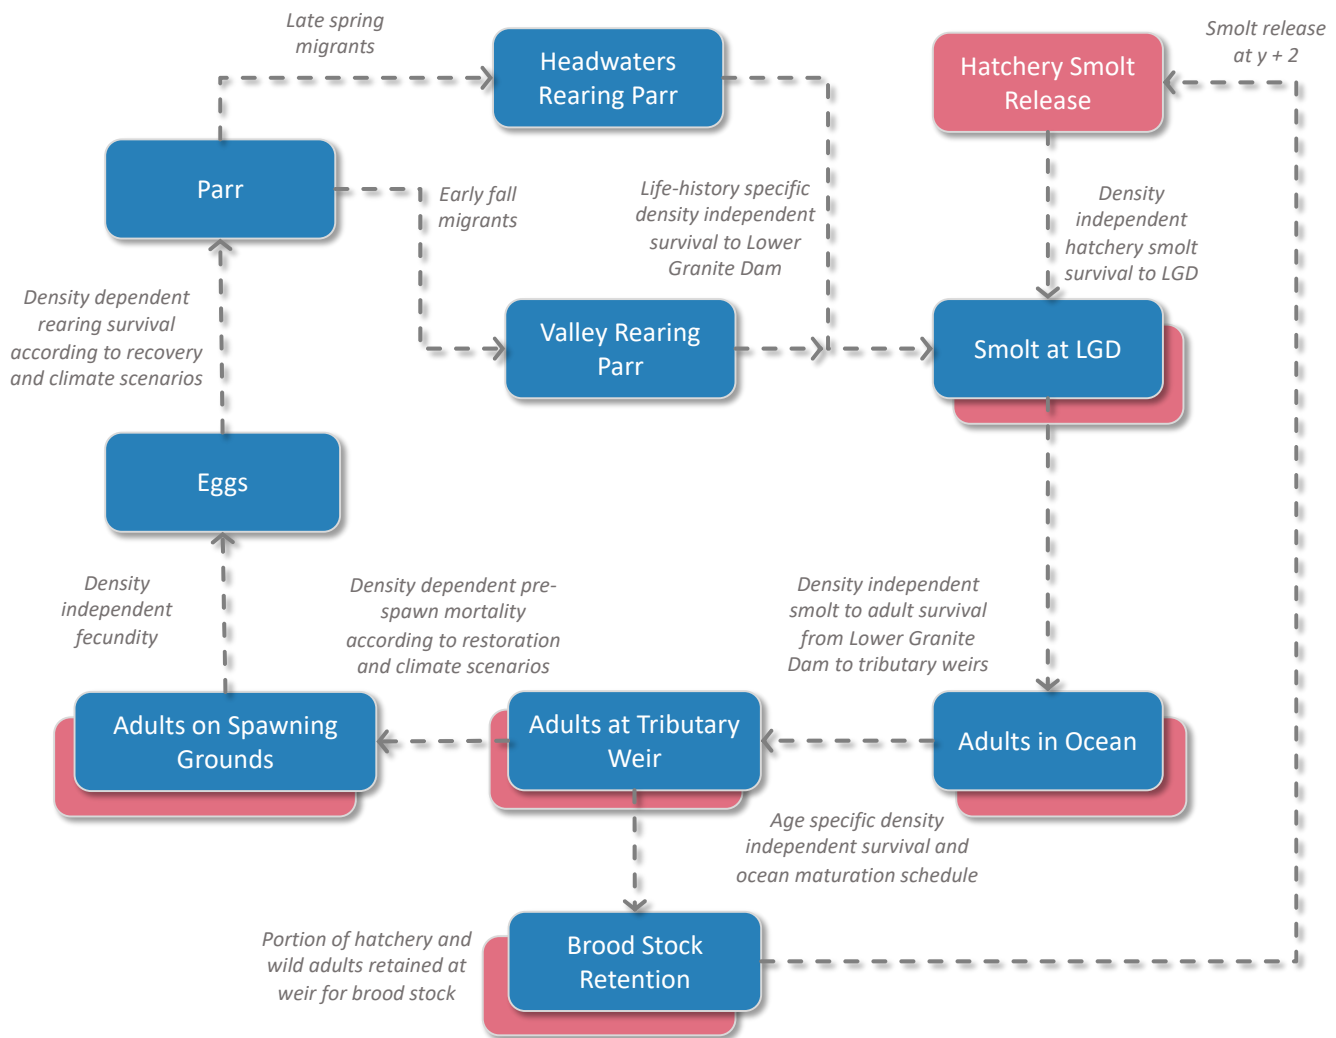 Late spring
migrants
Headwaters
Rearing Parr
Hatchery Smolt
Release
Smolt release
at y + 2
Parr
Early fall
migrants
Life-history specific
density independent
survival to Lower
Granite Dam
Density
independent
hatchery smolt
survival to LGD
Density dependent
rearing survival
according to recovery
and climate scenarios
Valley Rearing
Parr
Smolt at LGD
Eggs
Density
independent
fecundity
Density dependent pre-
spawn mortality
according to restoration
and climate scenarios
Density independent
smolt to adult survival
from Lower Granite
Dam to tributary weirs
Adults on Spawning
Grounds
Adults at Tributary
Weir
Adults in Ocean
Age specific density
independent survival and
ocean maturation schedule
Portion of hatchery and
wild adults retained at
weir for brood stock
Brood Stock
Retention